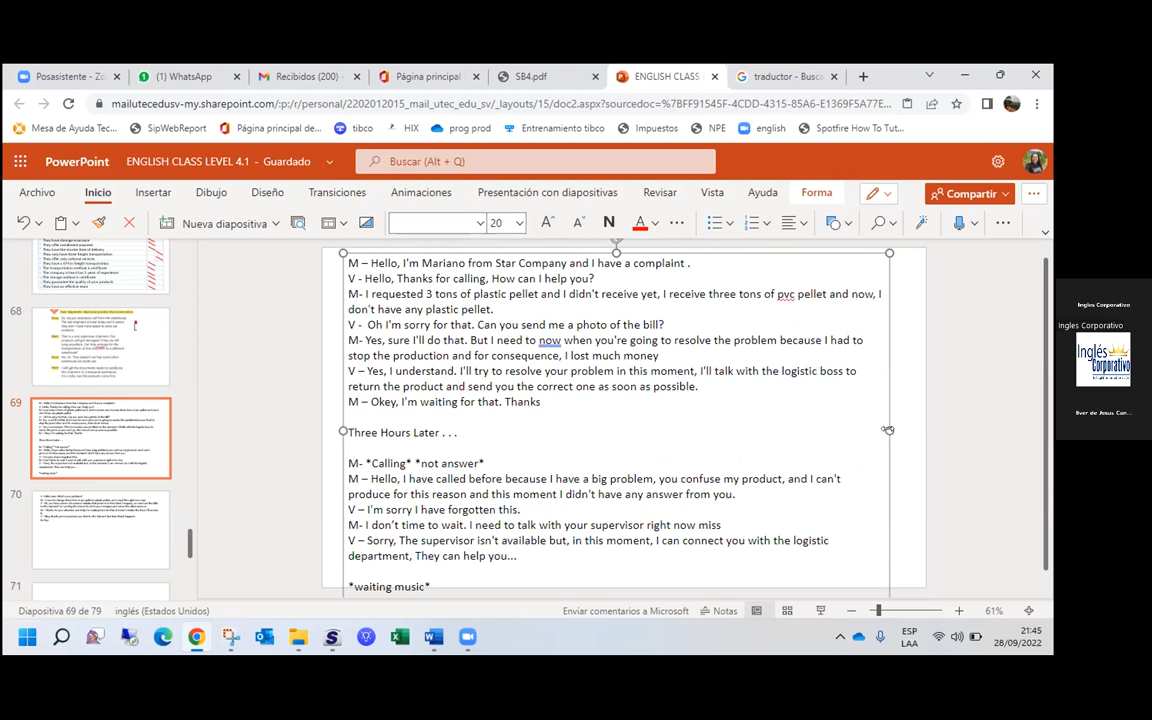 Posasistente - Zo
(1) WhatsApp
Recibidos (200) -
Página principal
SB4.pdf
ENGLISH CLASS
traductor - Busca
mailutecedusv-my.sharepoint.com/:p:/r/personal/2202012015_mail_utec_edu_sv/_layouts/15/doc2.aspx?sourcedoc=%7BFF91545F-4CDD-4315-85A6-E1369F5A77E...
Mesa de Ayuda Tec...
SipWebReport
Página principal de...
tibco
HIX
prog prod
Entrenamiento tibco
Impuestos
NPE
english
Spotfire How To Tut...
PowerPoint
ENGLISH CLASS LEVEL 4.1 - Guardado
Buscar (Alt + Q)
Archivo
Inicio
Insertar
Dibujo
Diseño
Transiciones
Animaciones
Presentación con diapositivas
Revisar
Vista
Ayuda
Forma
Compartir
Nueva diapositiva
20
N
A
68
69
70
71
M – Hello, I'm Mariano from Star Company and I have a complaint .
V - Hello, Thanks for calling, How can I help you?
M- I requested 3 tons of plastic pellet and I didn't receive yet, I receive three tons of pvc pellet and now, I
don't have any plastic pellet.
V - Oh I'm sorry for that. Can you send me a photo of the bill?
M- Yes, sure I'll do that. But I need to now when you're going to resolve the problem because I had to
stop the production and for consequence, I lost much money
V – Yes, I understand. I'll try to resolve your problem in this moment, I'll talk with the logistic boss to
return the product and send you the correct one as soon as possible.
M – Okey, I'm waiting for that. Thanks
Three Hours Later . . .
M- *Calling* *not answer*
M – Hello, I have called before because I have a big problem, you confuse my product, and I can't
produce for this reason and this moment I didn't have any answer from you.
V – I'm sorry I have forgotten this.
M- I don't time to wait. I need to talk with your supervisor right now miss
V – Sorry, The supervisor isn't available but, in this moment, I can connect you with the logistic
department, They can help you...
*waiting music*
Diapositiva 69 de 79
inglés (Estados Unidos)
Enviar comentarios a Microsoft
Notas
61%
ESP
LAA
21:45
28/09/2022
Ingles Corporativo
Ingles Corporativo
Inglés
Corporativo
Ever de Jesus Can...